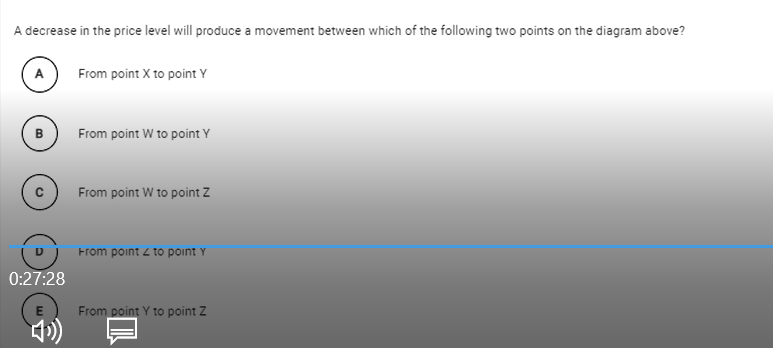 A decrease in the price level will produce a movement between which of the following two points on the diagram above?
A From point X to point Y
B From point W to point Y
C From point W to point Z
D From point Z to point Y
0:27:28
E From point Y to point Z